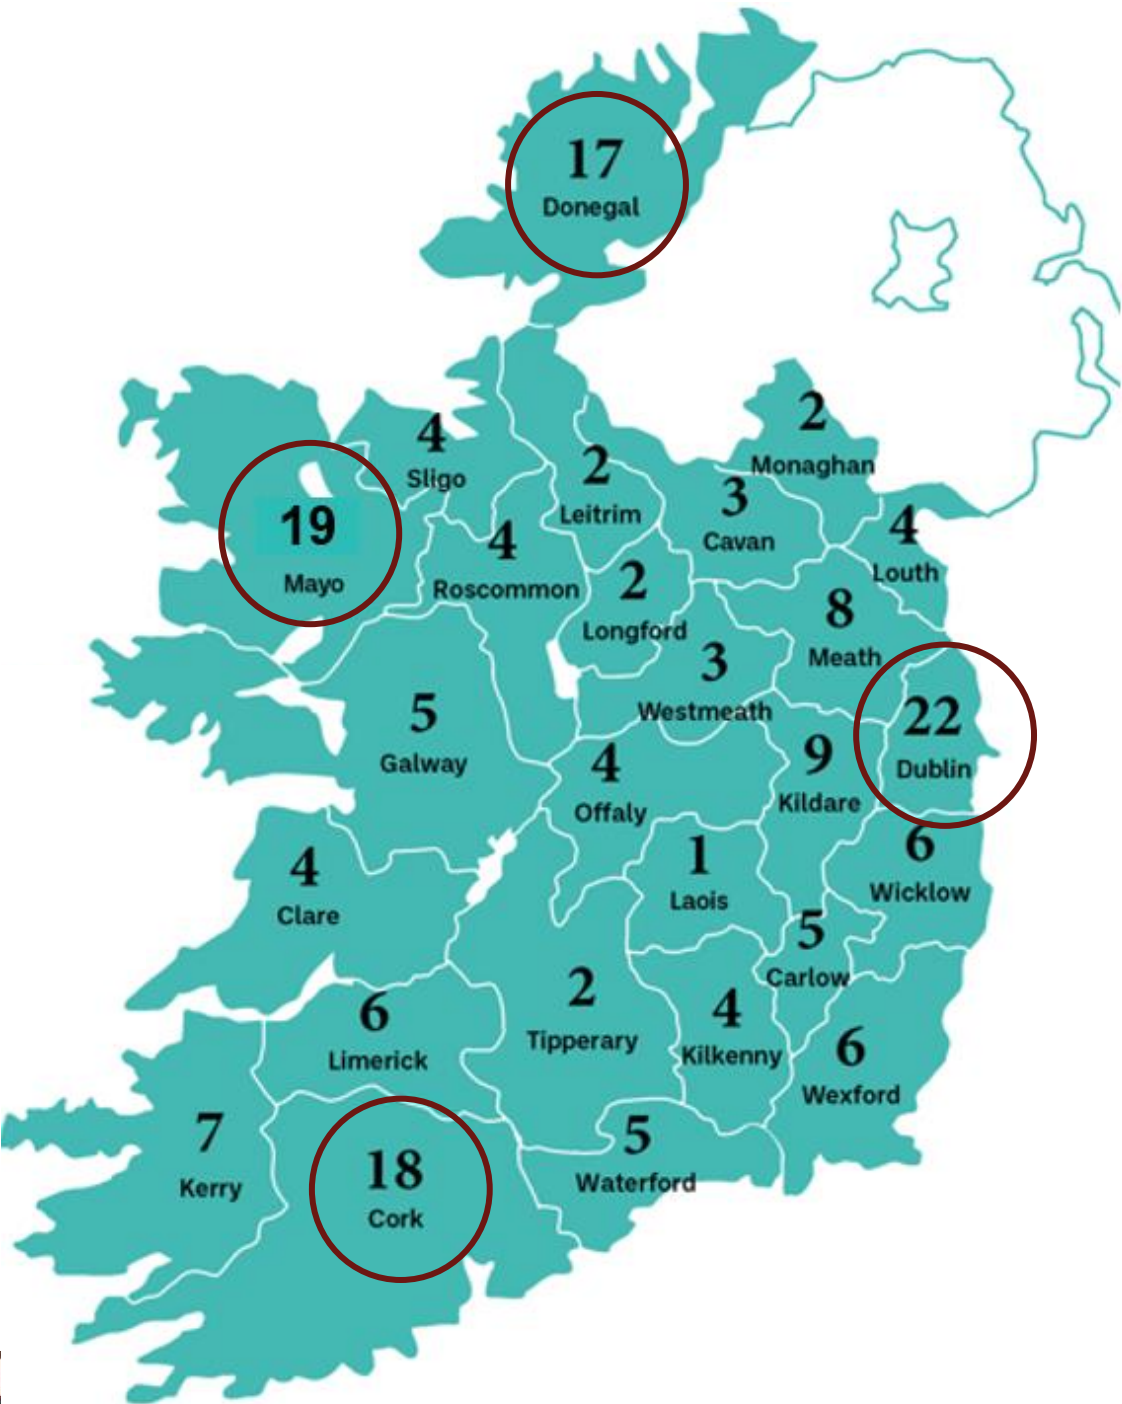 17
Donegal
2
Monaghan
4
Sligo
2
Leitrim
3
Cavan
4
Louth
19
Mayo
4
Roscommon
2
Longford
8
Meath
3
Westmeath
22
Dublin
5
Galway
4
Offaly
9
Kildare
6
Wicklow
4
Clare
1
Laois
5
Carlow
2
Tipperary
4
Kilkenny
6
Limerick
6
Wexford
7
Kerry
18
Cork
5
Waterford